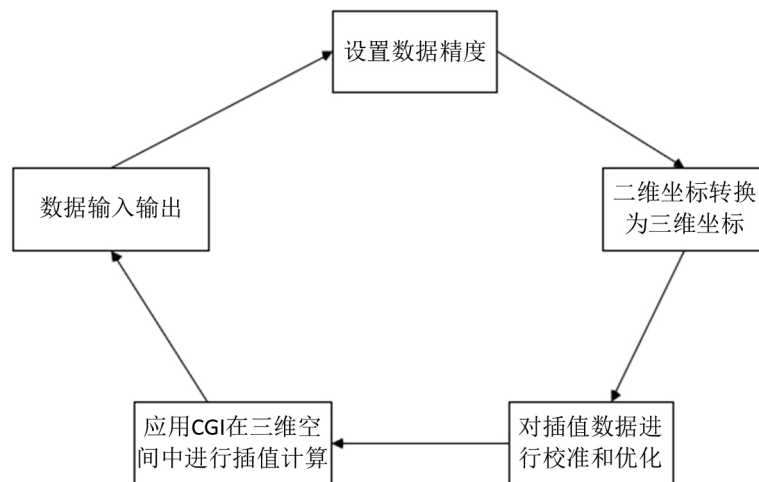 设置数据精度
数据输入输出
二维坐标转换
为三维坐标
应用CGI在三维空
间中进行插值计算
对插值数据进
行校准和优化